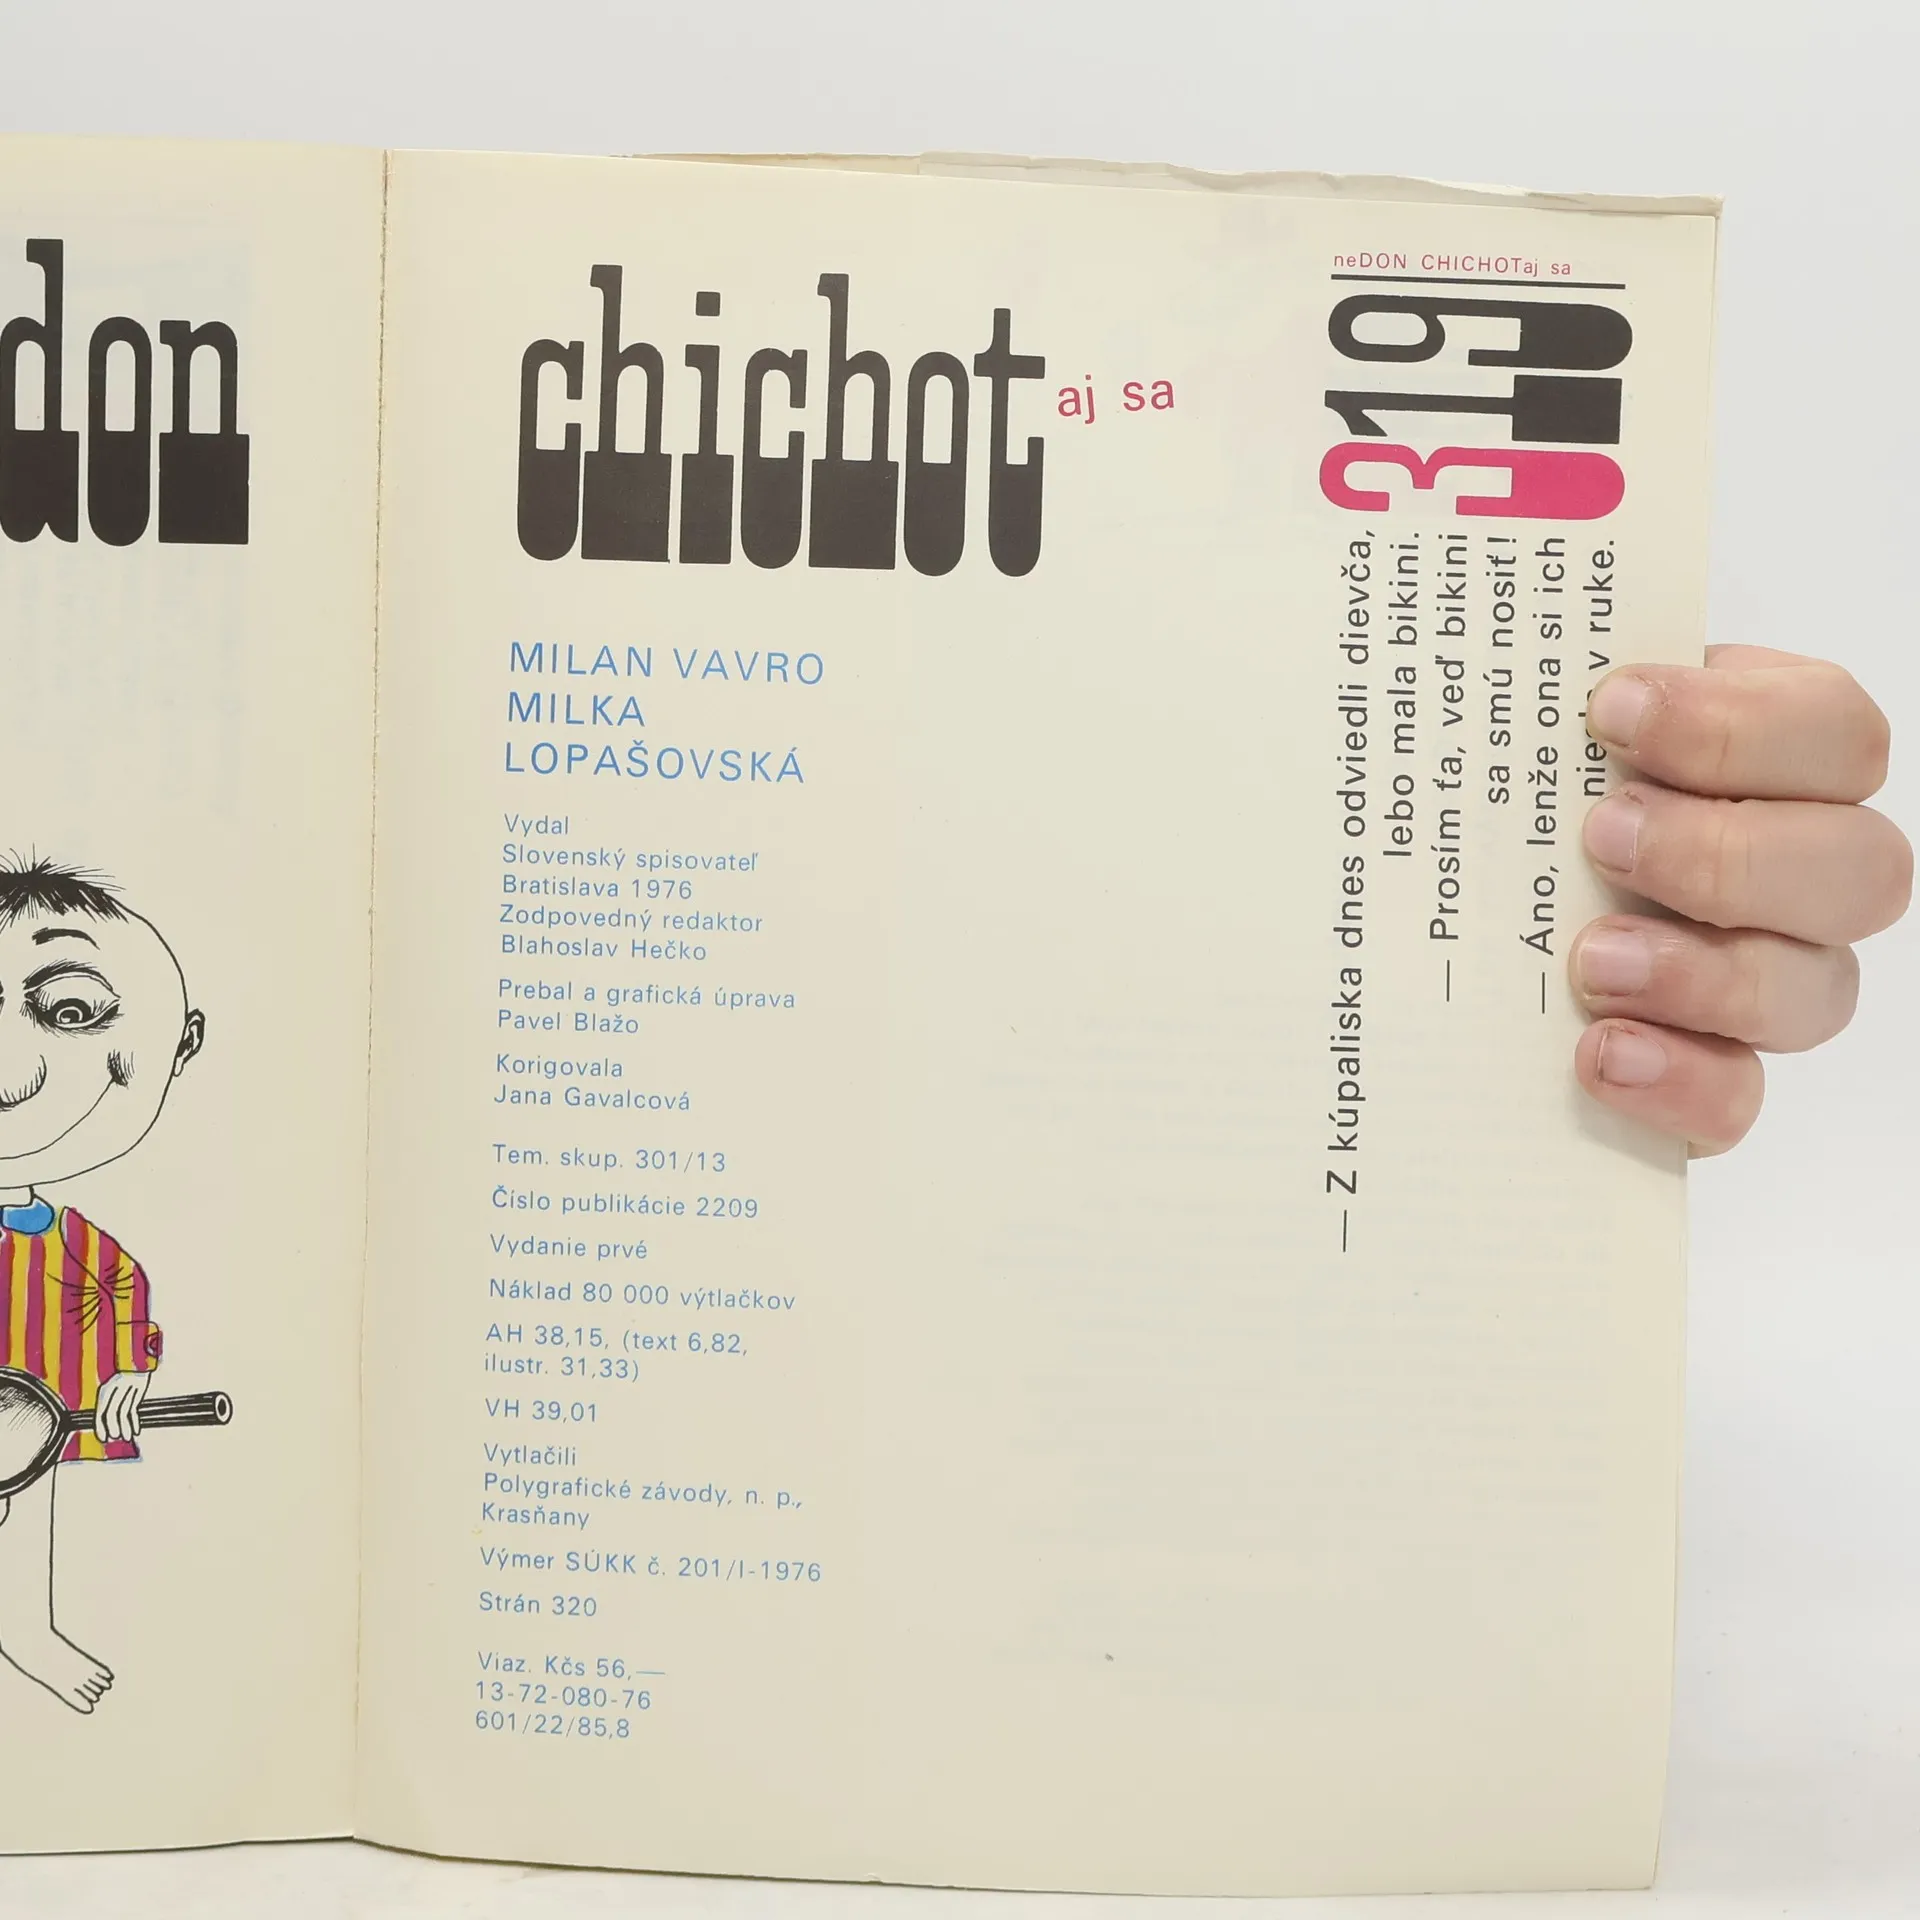 don
chichot aj sa
MILAN VAVRO
MILKA
LOPAŠOVSKÁ
Vydal
Slovenský spisovateľ
Bratislava 1976
Zodpovedný redaktor
Blahoslav Hečko
Prebal a grafická úprava
Pavel Blažo
Korigovala
Jana Gavalcová
Tem. skup. 301/13
Číslo publikácie 2209
Vydanie prvé
Náklad 80 000 výtlačkov
AH 38,15, (text 6,82,
ilustr. 31,33)
VH 39,01
Vytlačili
Polygrafické závody, n. p.,
Krasňany
Výmer SÚKK č. 201/I-1976
Strán 320
Viaz. Kčs 56,—
13-72-080-76
601/22/85,8
neDON CHICHOTaj sa
319
— Z kúpaliska dnes odviedli dievča,
lebo mala bikini.
— Prosím ťa, veď bikini
sa smú nosiť!
— Áno, lenže ona si ich
v ruke.